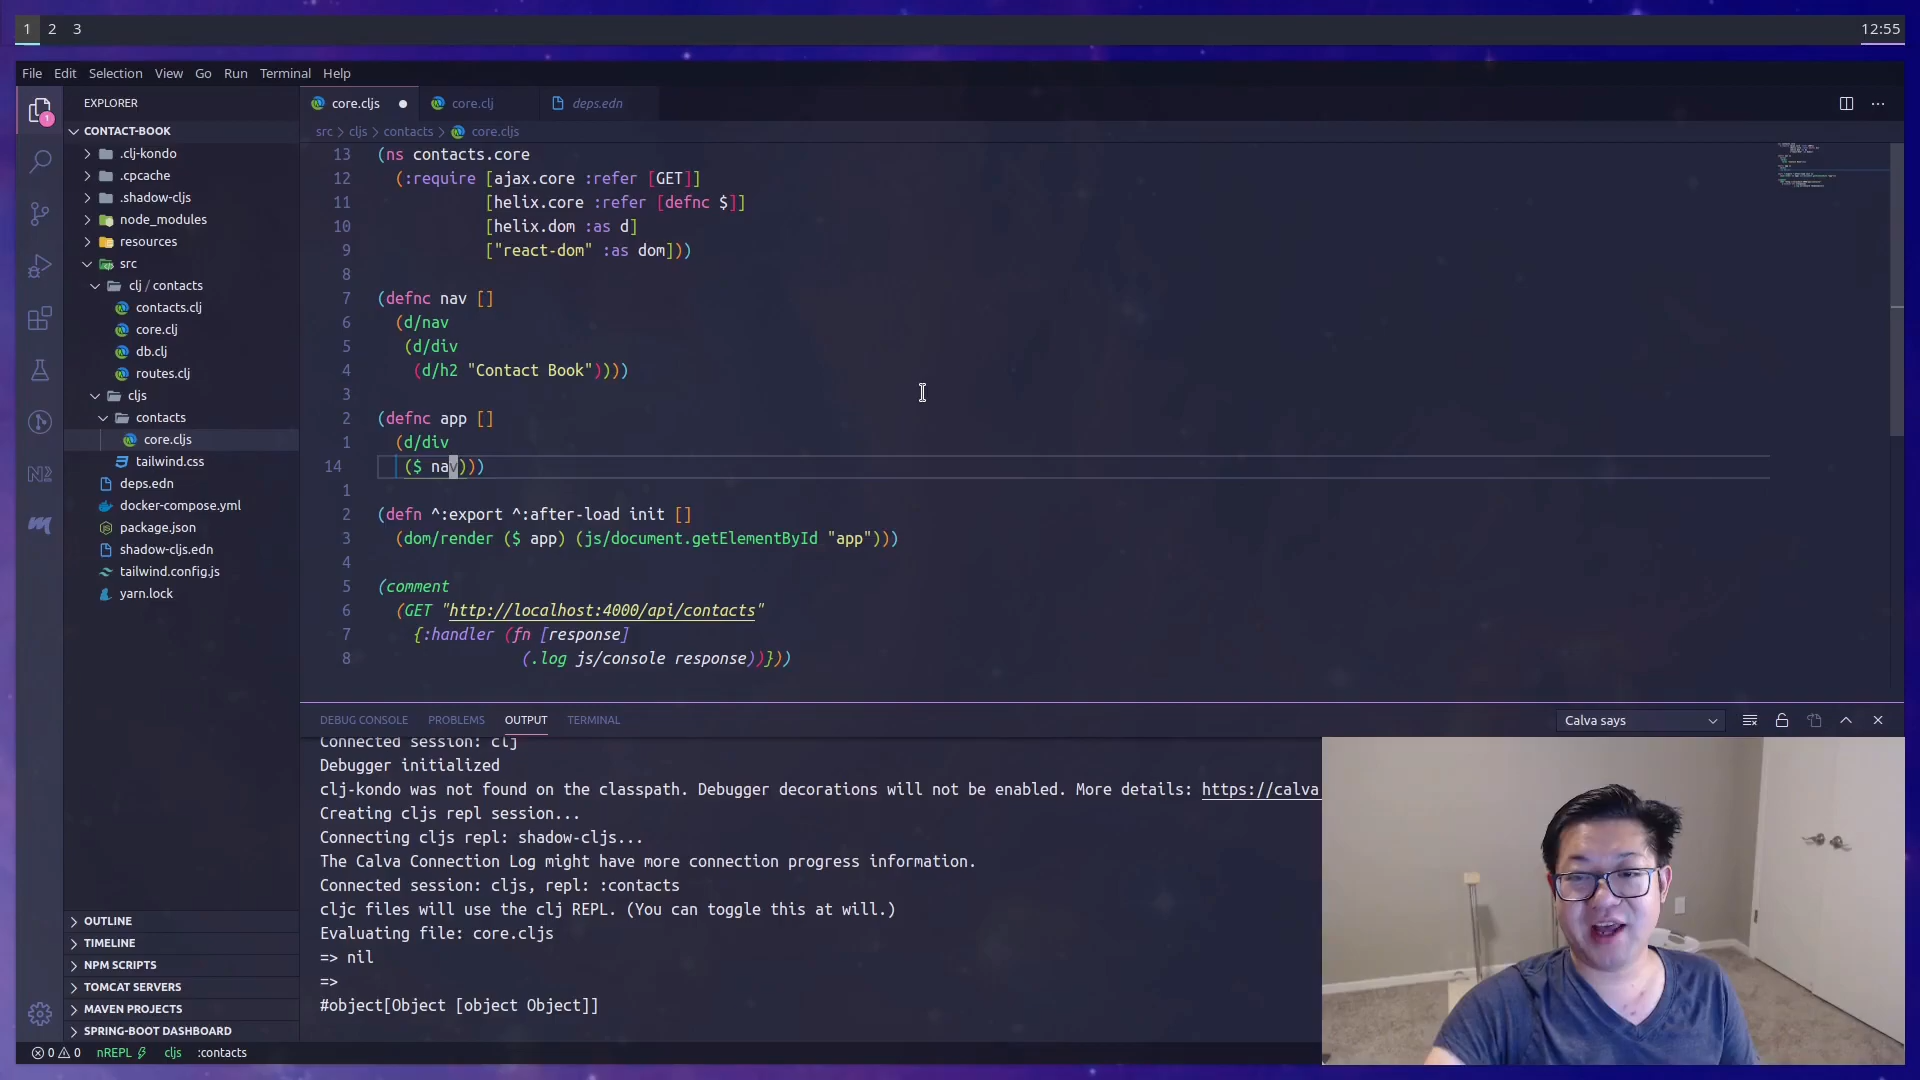 1 2 3
12:55
File Edit Selection View Go Run Terminal Help
EXPLORER
CONTACT-BOOK
.clj-kondo
.cpcache
.shadow-cljs
node_modules
resources
src
clj / contacts
contacts.clj
core.clj
db.clj
routes.clj
cljs
contacts
core.cljs
tailwind.css
deps.edn
docker-compose.yml
package.json
shadow-cljs.edn
tailwind.config.js
yarn.lock
OUTLINE
TIMELINE
NPM SCRIPTS
TOMCAT SERVERS
MAVEN PROJECTS
SPRING-BOOT DASHBOARD
core.cljs core.clj deps.edn
src > cljs > contacts > core.cljs
13 (ns contacts.core
12 (:require [ajax.core :refer [GET]]
11 [helix.core :refer [defnc $]]
10 [helix.dom :as d]
9 ["react-dom" :as dom]))
8
7 (defnc nav []
6 (d/nav
5 (d/div
4 (d/h2 "Contact Book"))))
3
2 (defnc app []
1 (d/div
14 ($ nav)))
1
2 (defn ^:export ^:after-load init []
3 (dom/render ($ app) (js/document.getElementById "app")))
4
5 (comment
6 (GET "http://localhost:4000/api/contacts"
7 {:handler (fn [response]
8 (.log js/console response))}))
DEBUG CONSOLE PROBLEMS OUTPUT TERMINAL
Calva says
Connected session: clj
Debugger initialized
clj-kondo was not found on the classpath. Debugger decorations will not be enabled. More details: https://calva
Creating cljs repl session...
Connecting cljs repl: shadow-cljs...
The Calva Connection Log might have more connection progress information.
Connected session: cljs, repl: :contacts
cljc files will use the clj REPL. (You can toggle this at will.)
Evaluating file: core.cljs
=> nil
=>
#object[Object [object Object]]
0 0 nREPL cljs :contacts